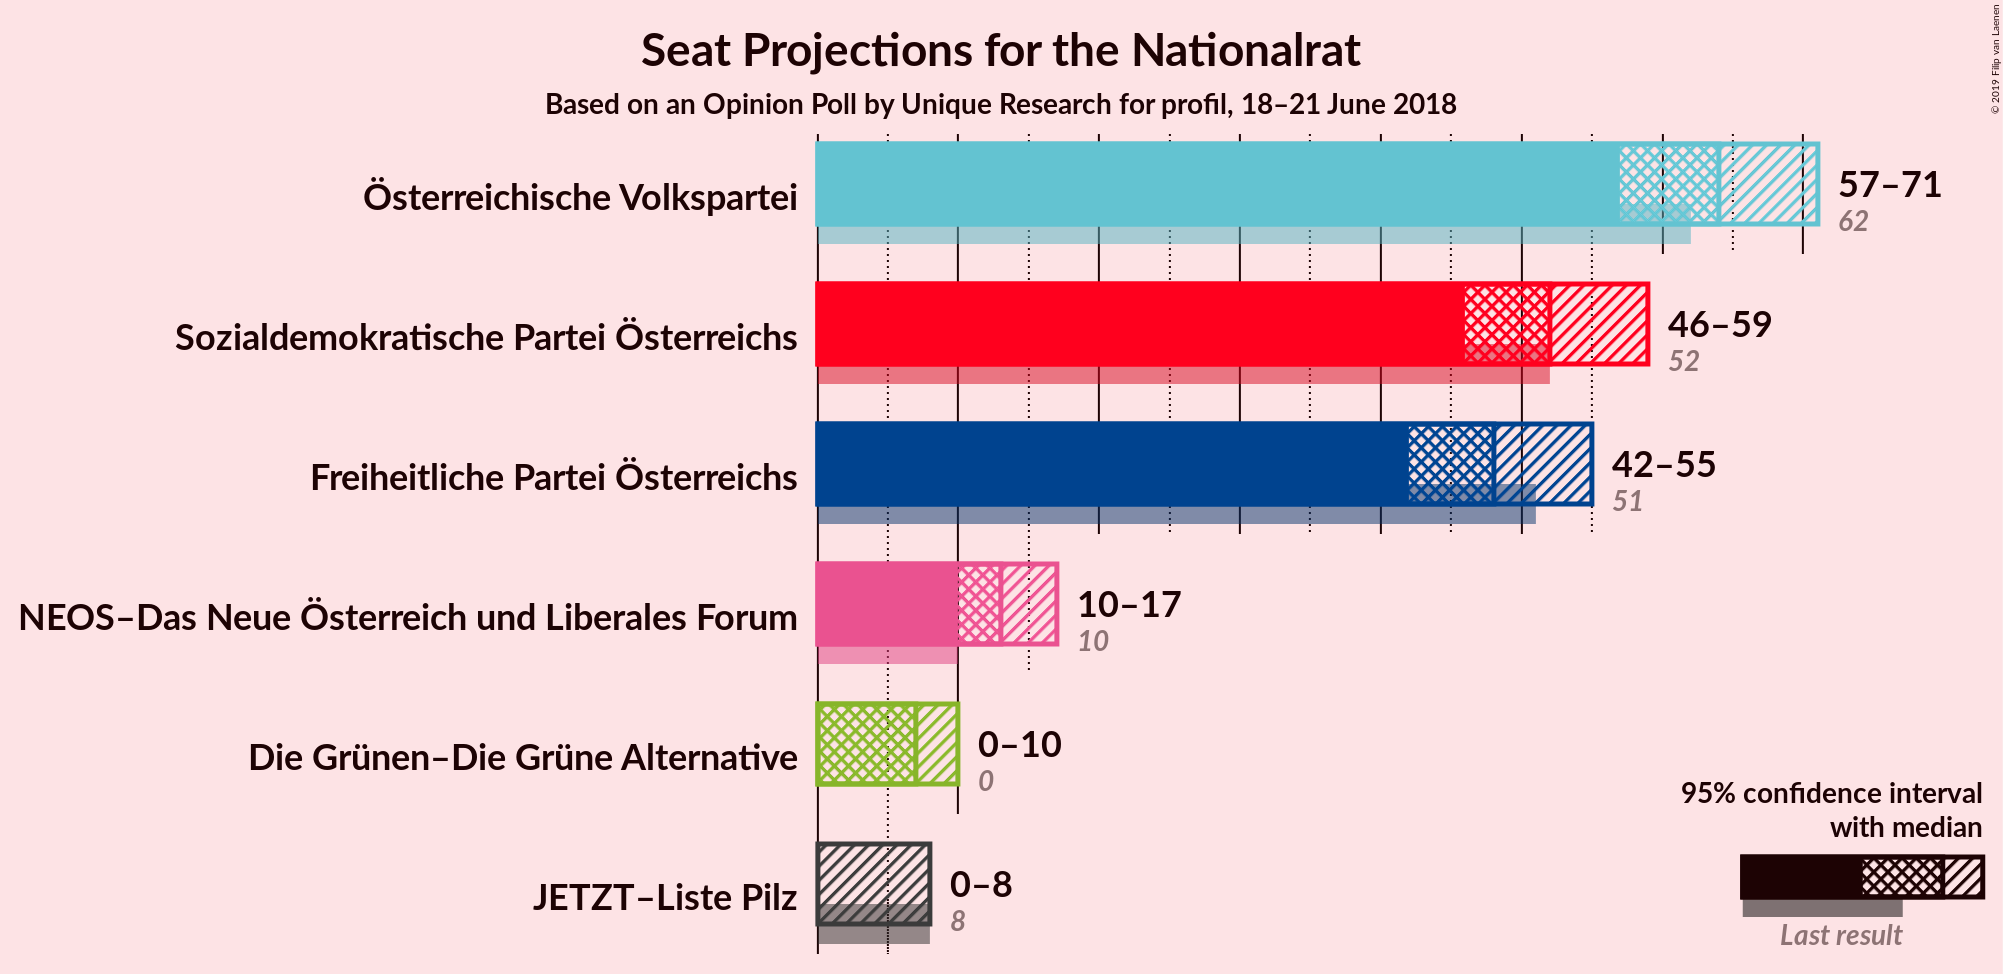 Seat Projections for the Nationalrat
Based on an Opinion Poll by Unique Research for profil, 18–21 June 2018
© 2019 Filip van Laenen
Österreichische Volkspartei
57–71
62
Sozialdemokratische Partei Österreichs
46–59
52
Freiheitliche Partei Österreichs
42–55
51
NEOS–Das Neue Österreich und Liberales Forum
10–17
10
Die Grünen–Die Grüne Alternative
0–10
0
JETZT–Liste Pilz
0–8
8
95% confidence interval
with median
Last result